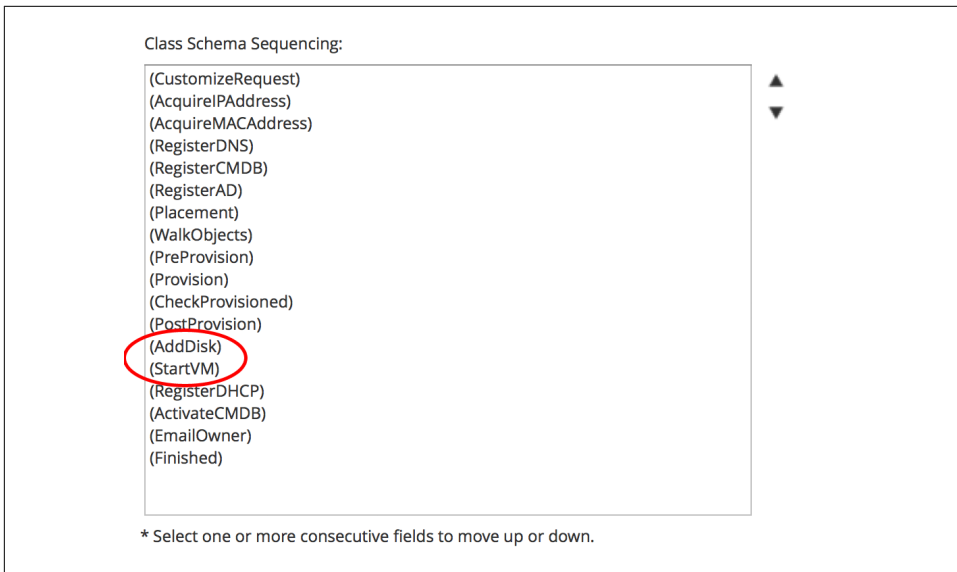 Class Schema Sequencing:
(CustomizeRequest)
(AcquireIPAddress)
(AcquireMACAddress)
(RegisterDNS)
(RegisterCMDB)
(RegisterAD)
(Placement)
(WalkObjects)
(PreProvision)
(Provision)
(CheckProvisioned)
(PostProvision)
(AddDisk)
(StartVM)
(RegisterDHCP)
(ActivateCMDB)
(EmailOwner)
(Finished)
* Select one or more consecutive fields to move up or down.